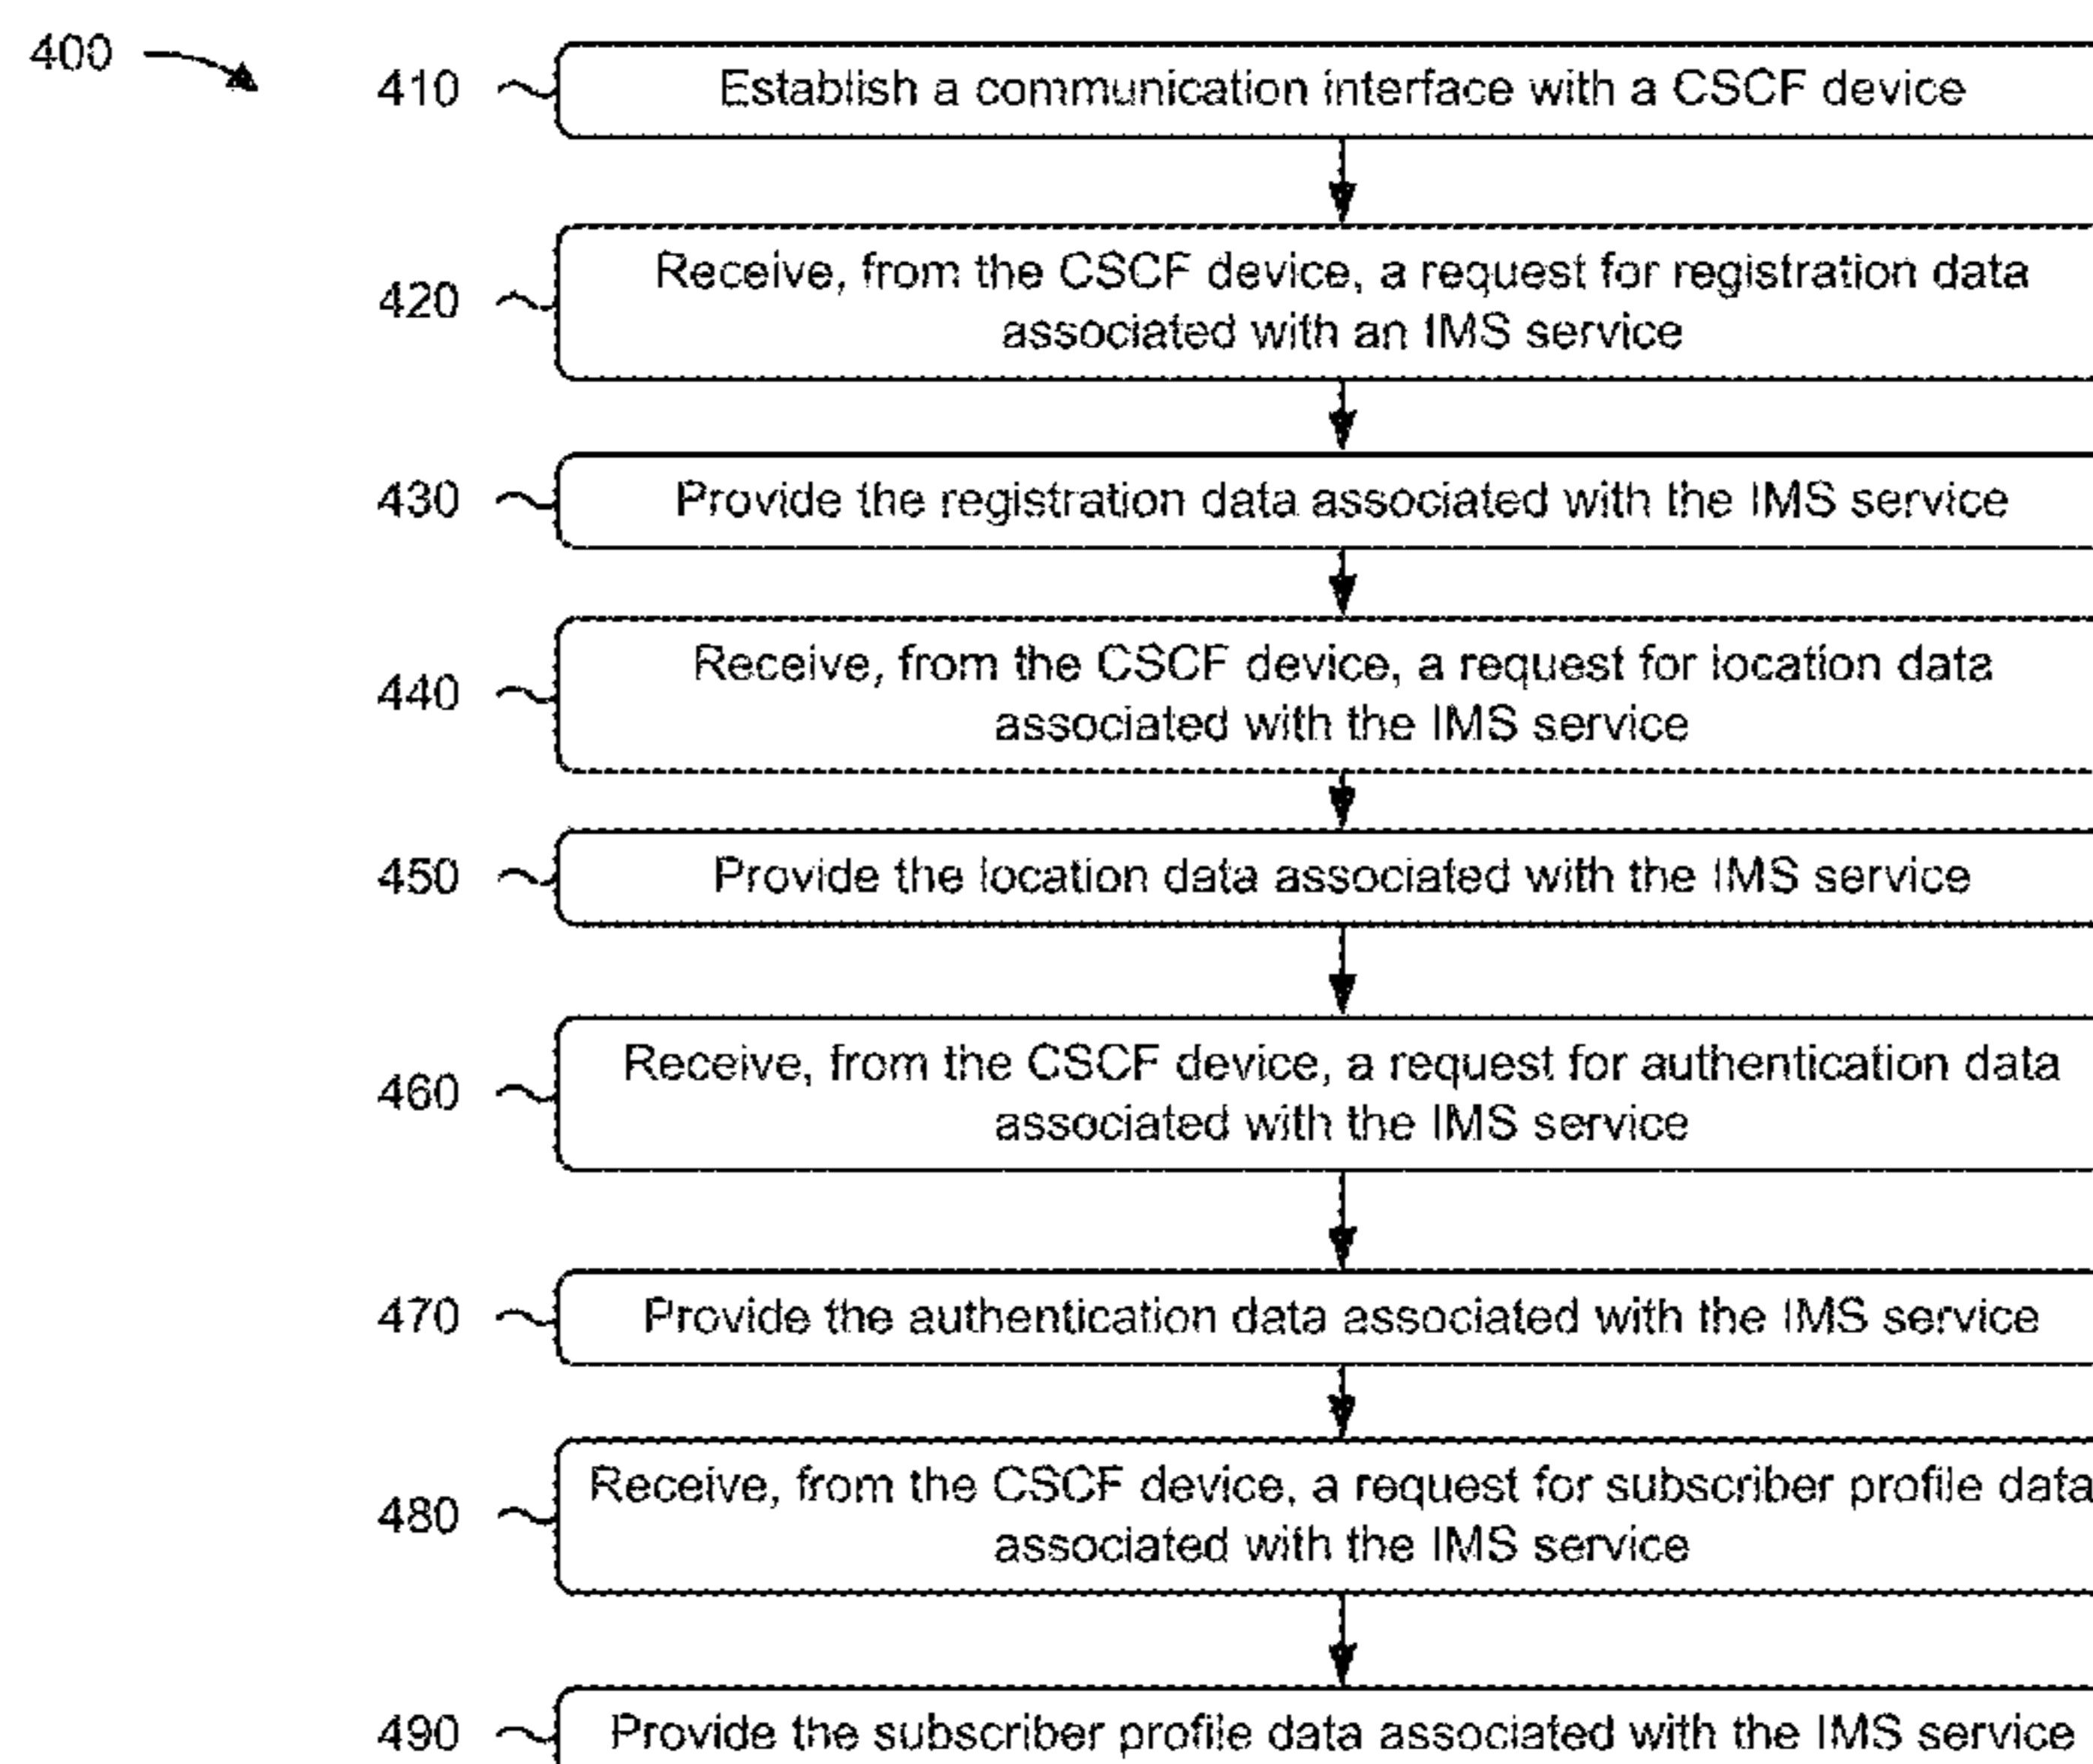 400
410 Establish a communication interface with a CSCF device
Receive, from the CSCF device, a request for registration data
420
associated with an IMS service
430 Provide the registration data associated with the IMS service
Receive, from the CSCF device, a request for location data
440
associated with the IMS service
450 Provide the location data associated with the IMS service
Receive, from the CSCF device, a request for authentication data
460
associated with the IMS service
470 Provide the authentication data associated with the IMS service
Receive, from the CSCF device, a request for subscriber profile data
480
associated with the IMS service
490 Provide the subscriber profile data associated with the IMS service